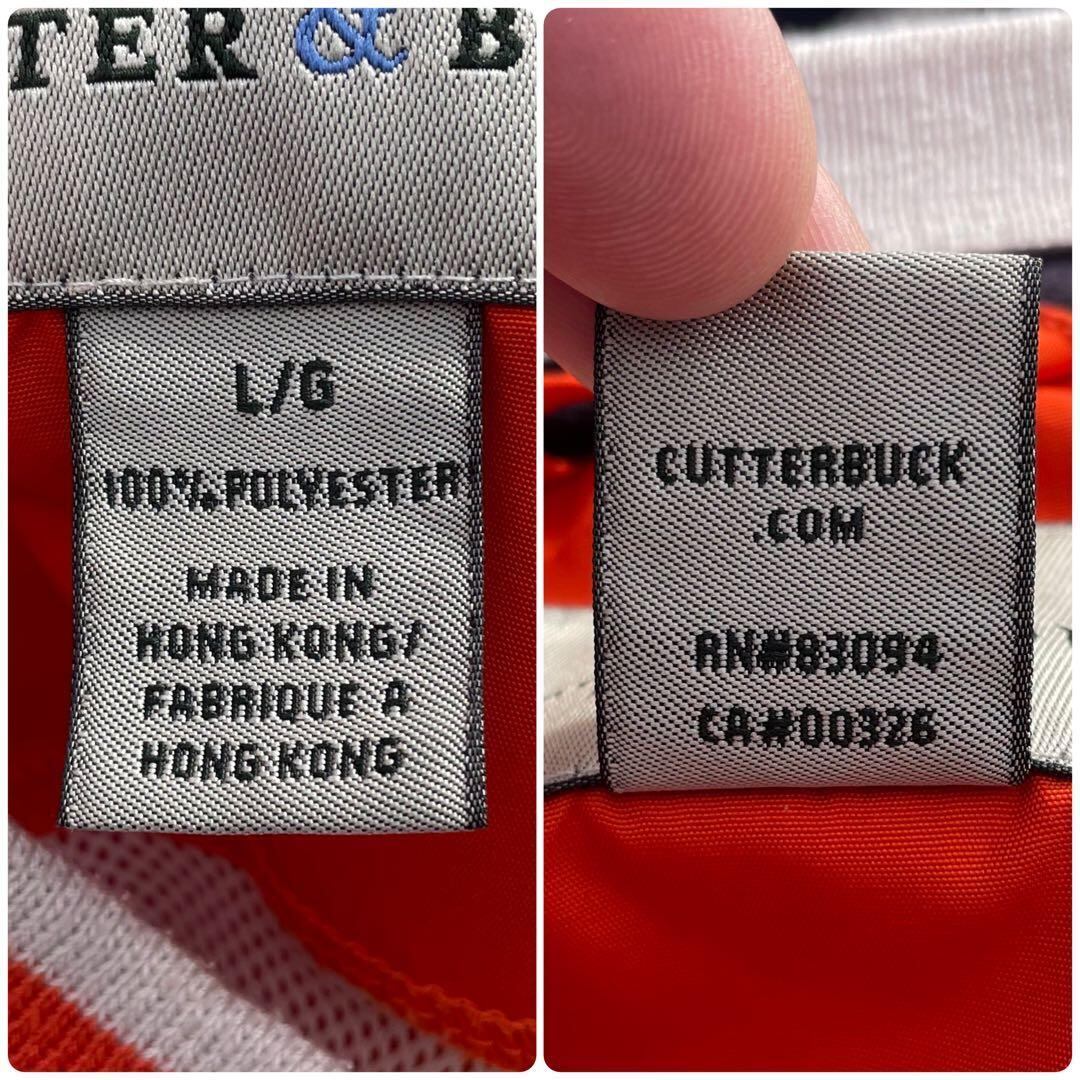 TER & B
L/G
100% POLYESTER
MADE IN
HONG KONG/
FABRIQUE A
HONG KONG
CUTTERBUCK
.COM
RN#83094
CA#00326